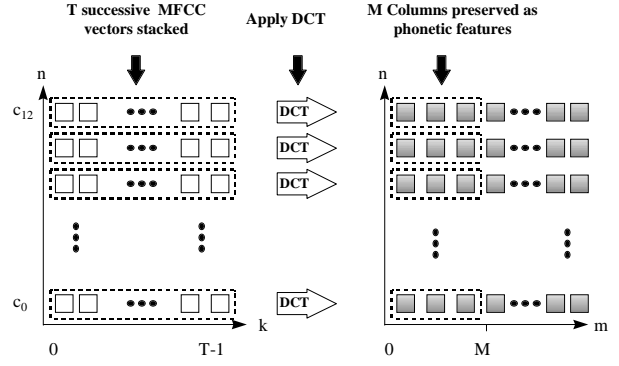 T successive MFCC
vectors stacked
Apply DCT
M Columns preserved as
phonetic features
n
n
c12
DCT
DCT
DCT
c0
DCT
k
m
0
T-1
0
M